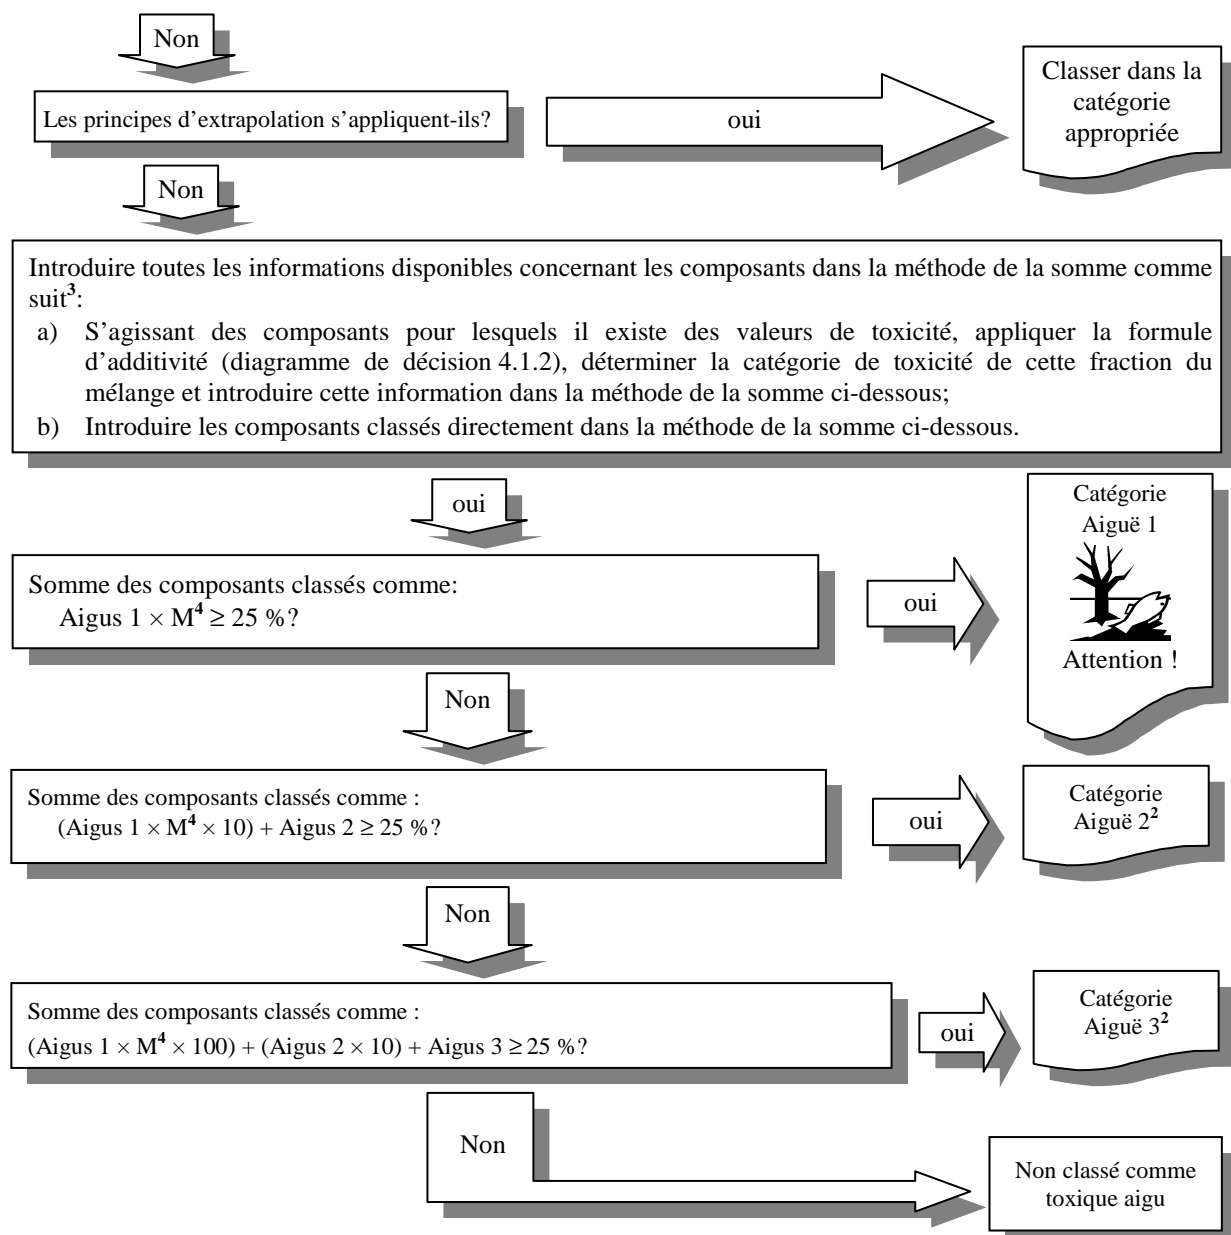 Non
Les principes d'extrapolation s'appliquent-ils?
oui
Classer dans la
catégorie
appropriée
Non
Introduire toutes les informations disponibles concernant les composants dans la méthode de la somme comme
suit³:
a) S'agissant des composants pour lesquels il existe des valeurs de toxicité, appliquer la formule
d'additivité (diagramme de décision 4.1.2), déterminer la catégorie de toxicité de cette fraction du
mélange et introduire cette information dans la méthode de la somme ci-dessous;
b) Introduire les composants classés directement dans la méthode de la somme ci-dessous.
oui
Somme des composants classés comme:
Aigus 1 × M⁴ ≥ 25 %?
oui
Catégorie
Aiguë 1
Attention !
Non
Somme des composants classés comme :
(Aigus 1 × M⁴ × 10) + Aigus 2 ≥ 25 %?
oui
Catégorie
Aiguë 2²
Non
Somme des composants classés comme :
(Aigus 1 × M⁴ × 100) + (Aigus 2 × 10) + Aigus 3 ≥ 25 %?
oui
Catégorie
Aiguë 3²
Non
Non classé comme
toxique aigu